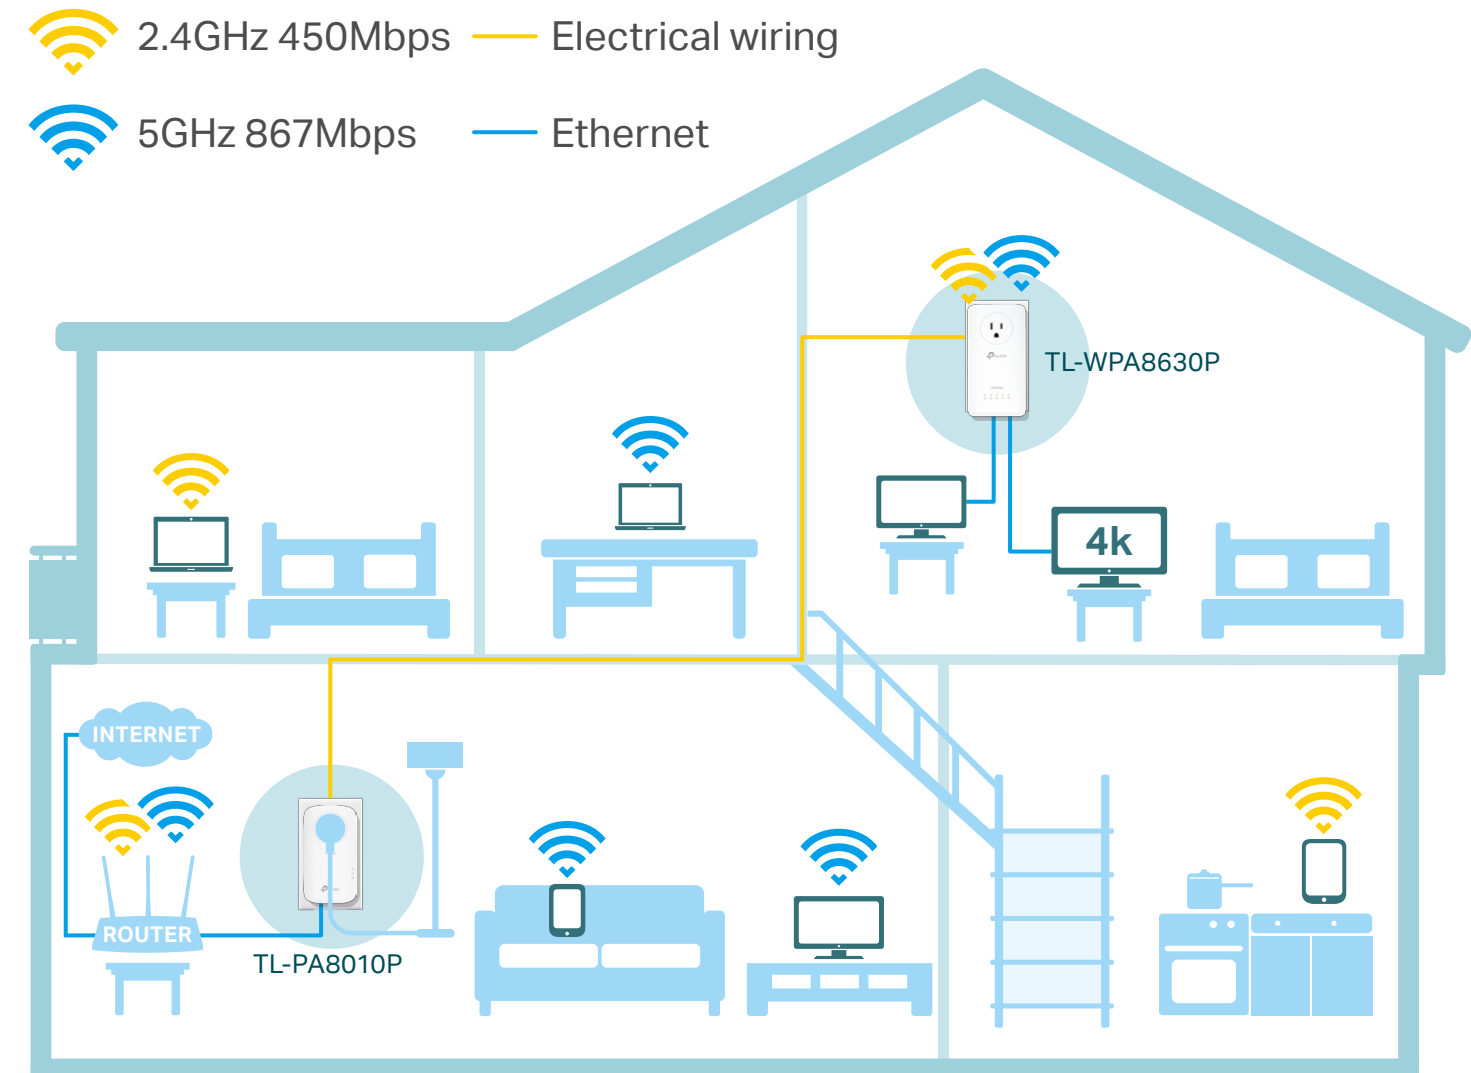 2.4GHz 450Mbps
Electrical wiring
5GHz 867Mbps
Ethernet
TL-WPA8630P
4k
INTERNET
ROUTER
TL-PA8010P